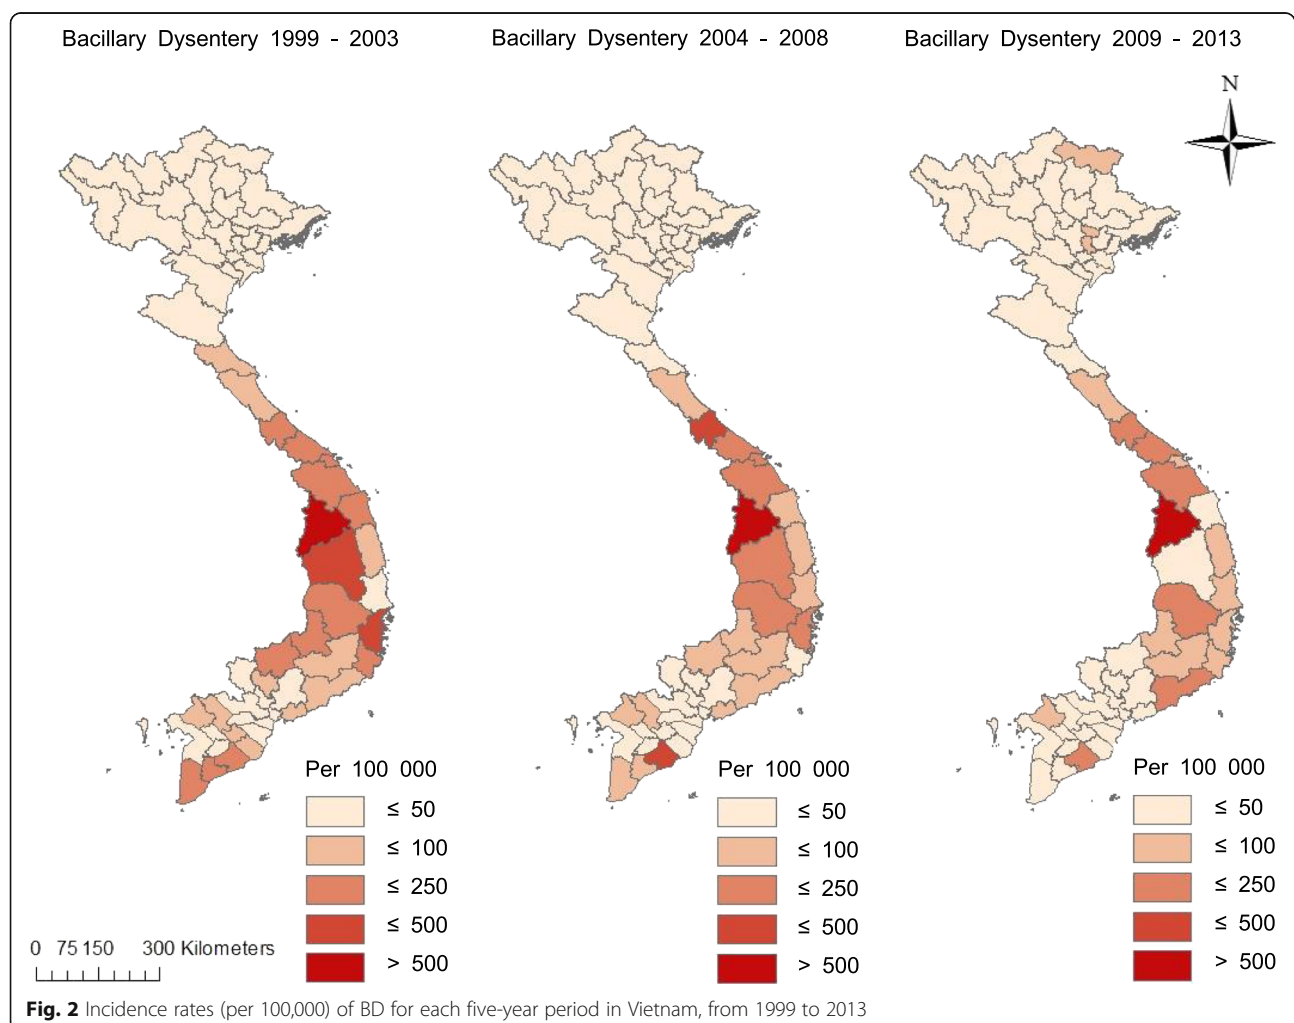 Bacillary Dysentery 1999 - 2003
Bacillary Dysentery 2004 - 2008
Bacillary Dysentery 2009 - 2013
N
Per 100 000
≤ 50
≤ 100
≤ 250
≤ 500
> 500
Per 100 000
≤ 50
≤ 100
≤ 250
≤ 500
> 500
Per 100 000
≤ 50
≤ 100
≤ 250
≤ 500
> 500
0 75 150 300 Kilometers
Fig. 2 Incidence rates (per 100,000) of BD for each five-year period in Vietnam, from 1999 to 2013